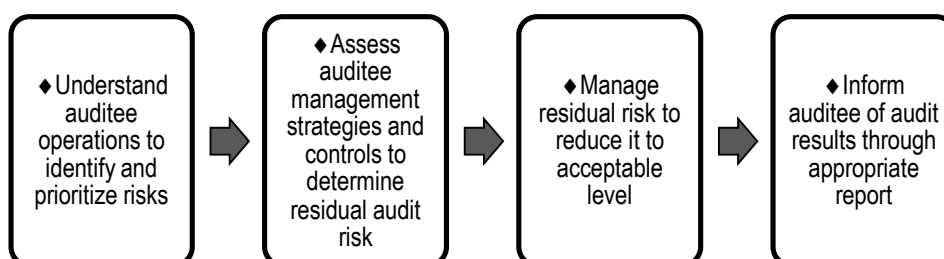 ♦Understand
auditee
operations to
identify and
prioritize risks
♦Assess
auditee
management
strategies and
controls to
determine
residual audit
risk
♦Manage
residual risk to
reduce it to
acceptable
level
♦Inform
auditee of audit
results through
appropriate
report